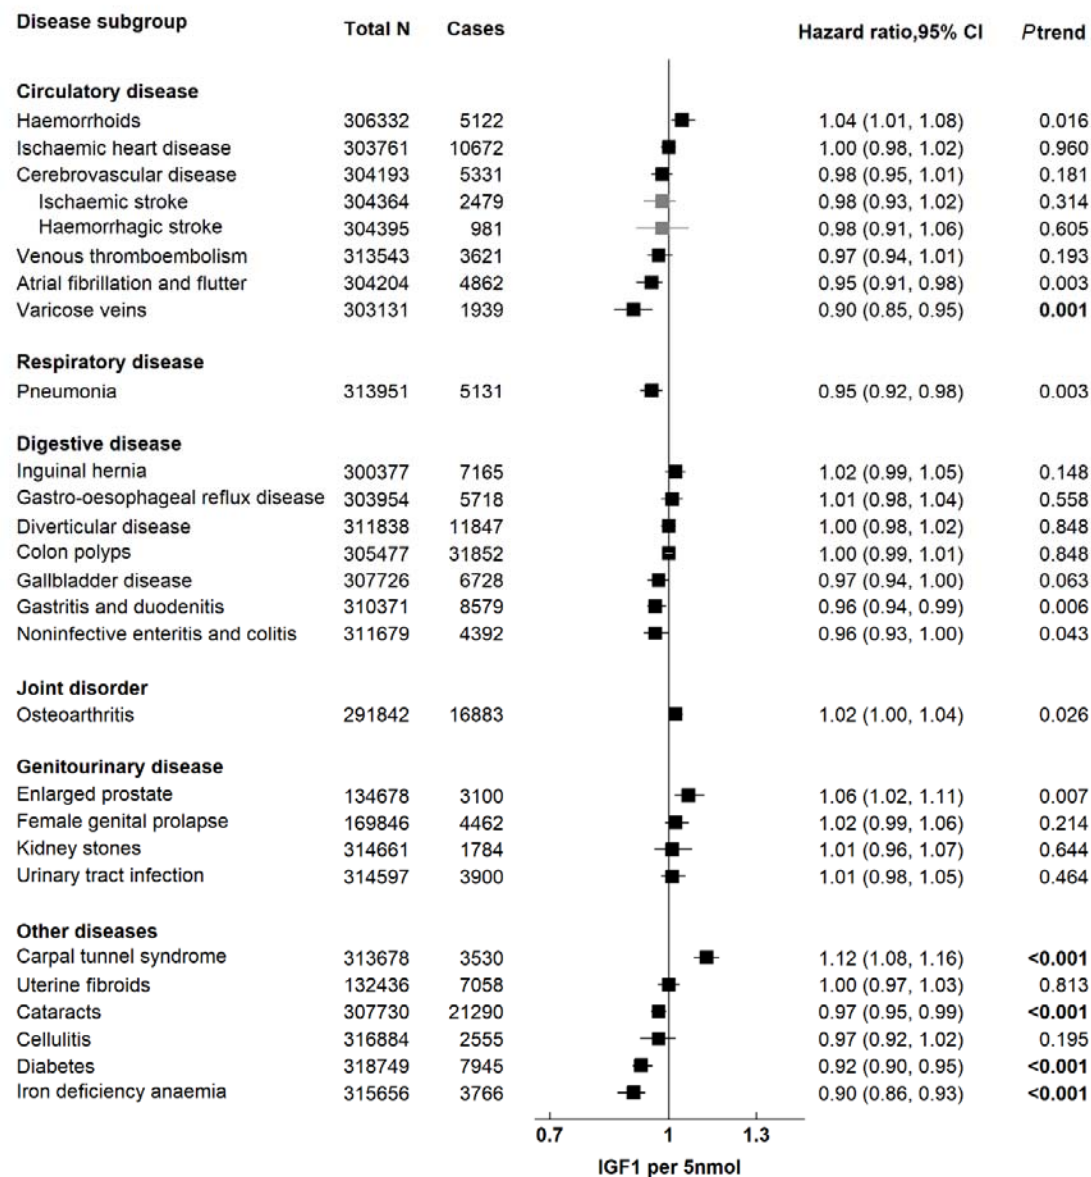 Disease subgroup Total N Cases Hazard ratio,95% CI Ptrend
Circulatory disease
Haemorrhoids 306332 5122 1.04 (1.01, 1.08) 0.016
Ischaemic heart disease 303761 10672 1.00 (0.98, 1.02) 0.960
Cerebrovascular disease 304193 5331 0.98 (0.95, 1.01) 0.181
Ischaemic stroke 304364 2479 0.98 (0.93, 1.02) 0.314
Haemorrhagic stroke 304395 981 0.98 (0.91, 1.06) 0.605
Venous thromboembolism 313543 3621 0.97 (0.94, 1.01) 0.193
Atrial fibrillation and flutter 304204 4862 0.95 (0.91, 0.98) 0.003
Varicose veins 303131 1939 0.90 (0.85, 0.95) 0.001
Respiratory disease
Pneumonia 313951 5131 0.95 (0.92, 0.98) 0.003
Digestive disease
Inguinal hernia 300377 7165 1.02 (0.99, 1.05) 0.148
Gastro-oesophageal reflux disease 303954 5718 1.01 (0.98, 1.04) 0.558
Diverticular disease 311838 11847 1.00 (0.98, 1.02) 0.848
Colon polyps 305477 31852 1.00 (0.99, 1.01) 0.848
Gallbladder disease 307726 6728 0.97 (0.94, 1.00) 0.063
Gastritis and duodenitis 310371 8579 0.96 (0.94, 0.99) 0.006
Noninfective enteritis and colitis 311679 4392 0.96 (0.93, 1.00) 0.043
Joint disorder
Osteoarthritis 291842 16883 1.02 (1.00, 1.04) 0.026
Genitourinary disease
Enlarged prostate 134678 3100 1.06 (1.02, 1.11) 0.007
Female genital prolapse 169846 4462 1.02 (0.99, 1.06) 0.214
Kidney stones 314661 1784 1.01 (0.96, 1.07) 0.644
Urinary tract infection 314597 3900 1.01 (0.98, 1.05) 0.464
Other diseases
Carpal tunnel syndrome 313678 3530 1.12 (1.08, 1.16) <0.001
Uterine fibroids 132436 7058 1.00 (0.97, 1.03) 0.813
Cataracts 307730 21290 0.97 (0.95, 0.99) <0.001
Cellulitis 316884 2555 0.97 (0.92, 1.02) 0.195
Diabetes 318749 7945 0.92 (0.90, 0.95) <0.001
Iron deficiency anaemia 315656 3766 0.90 (0.86, 0.93) <0.001
0.7 1 1.3
IGF1 per 5nmol